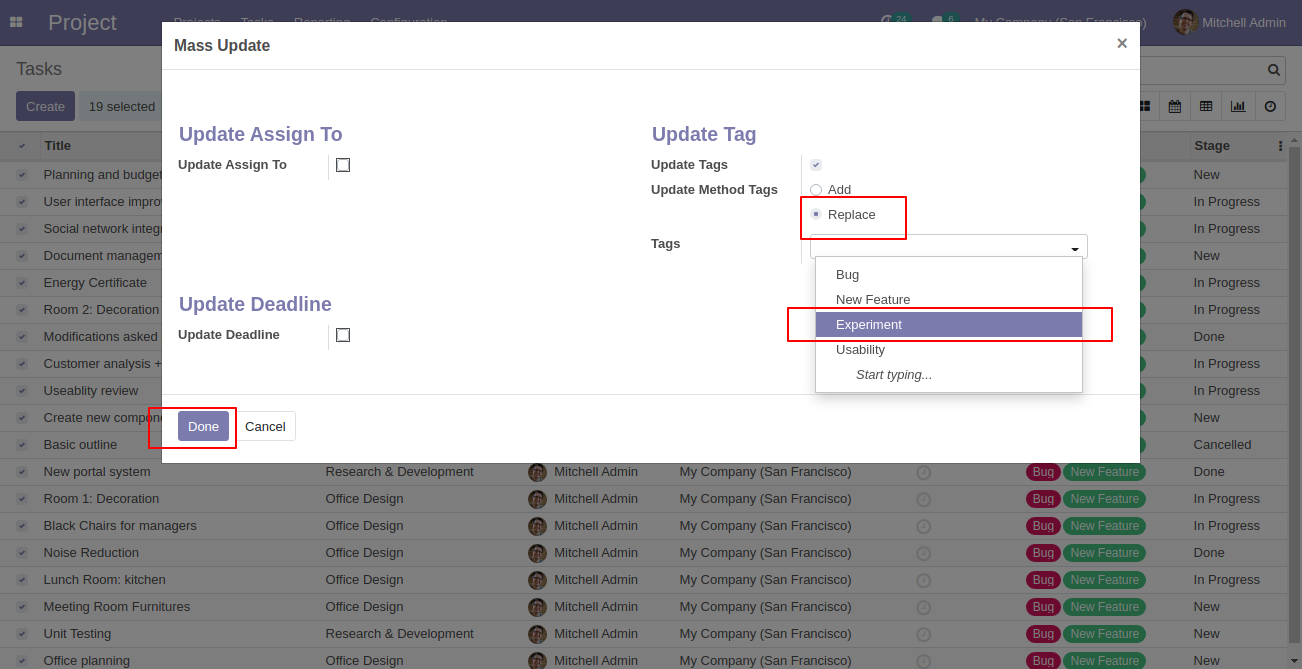 Project Projects Tasks Reporting Configuration 24 6 My Company (San Francisco) Mitchell Admin
Mass Update ×
Tasks
Create 19 selected
Update Assign To
Update Assign To
Update Tag
Update Tags
Update Method Tags Add
Replace
Tags
Bug
New Feature
Experiment
Usability
Start typing...
Update Deadline
Update Deadline
Done Cancel
Title Stage
Planning and budget New
User interface improv In Progress
Social network integr In Progress
Document managem New
Energy Certificate In Progress
Room 2: Decoration In Progress
Modifications asked Done
Customer analysis + In Progress
Useablity review In Progress
Create new compone New
Basic outline Cancelled
New portal system Research & Development Mitchell Admin My Company (San Francisco) Bug New Feature Done
Room 1: Decoration Office Design Mitchell Admin My Company (San Francisco) Bug New Feature In Progress
Black Chairs for managers Office Design Mitchell Admin My Company (San Francisco) Bug New Feature In Progress
Noise Reduction Office Design Mitchell Admin My Company (San Francisco) Bug New Feature Done
Lunch Room: kitchen Office Design Mitchell Admin My Company (San Francisco) Bug New Feature In Progress
Meeting Room Furnitures Office Design Mitchell Admin My Company (San Francisco) Bug New Feature New
Unit Testing Research & Development Mitchell Admin My Company (San Francisco) Bug New Feature New
Office planning Office Design Mitchell Admin My Company (San Francisco) Bug New Feature New